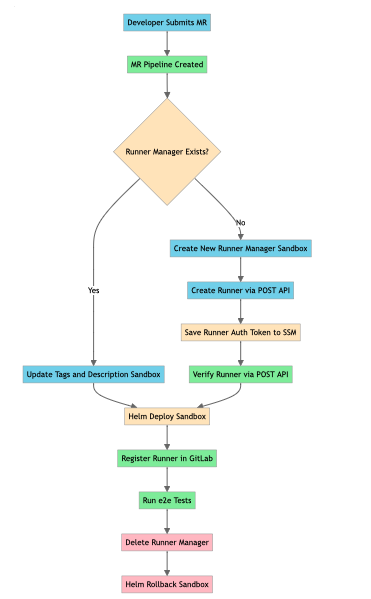 Developer Submits MR
MR Pipeline Created
Runner Manager Exists?
No
Create New Runner Manager Sandbox
Create Runner via POST API
Yes
Save Runner Auth Token to SSM
Update Tags and Description Sandbox
Verify Runner via POST API
Helm Deploy Sandbox
Register Runner in GitLab
Run e2e Tests
Delete Runner Manager
Helm Rollback Sandbox